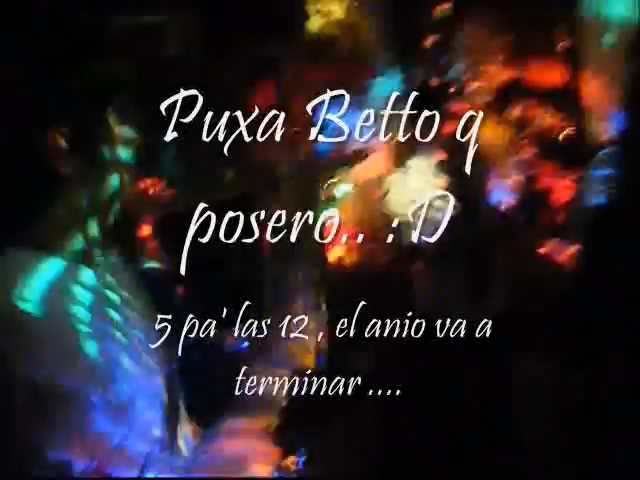 Puxa Betto q
posero.. :D
5 pa' las 12 , el anio va a
terminar ....